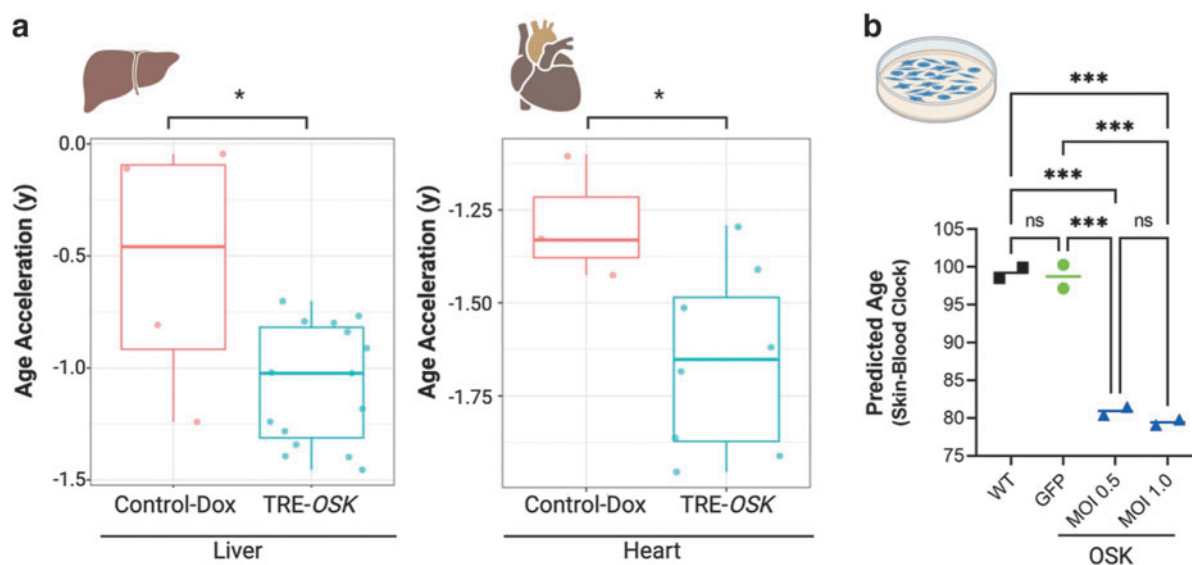 a
*
*
Age Acceleration (y)
0.0
-0.5
-1.0
-1.5
Control-Dox TRE-OSK
Liver
Age Acceleration (y)
-1.25
-1.50
-1.75
Control-Dox TRE-OSK
Heart
b
***
***
***
ns *** ns
Predicted Age
(Skin-Blood Clock)
105
100
95
90
85
80
75
WT
GFP
MOI 0.5
MOI 1.0
OSK